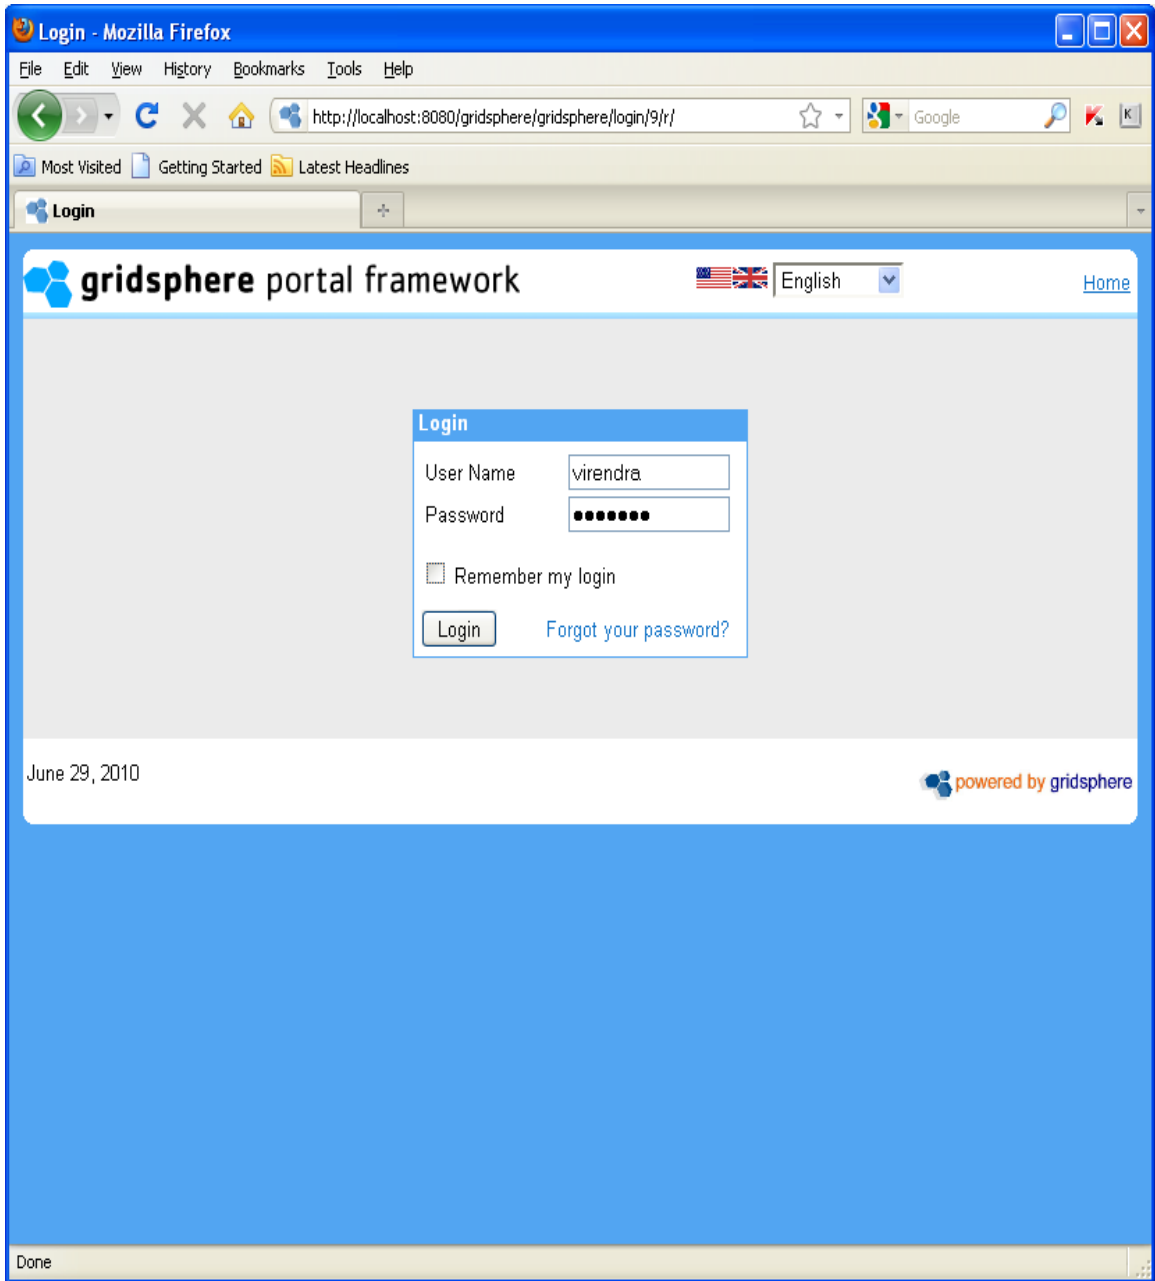 Login - Mozilla Firefox
File Edit View History Bookmarks Tools Help
http://localhost:8080/gridsphere/gridsphere/login/9/r/ Google K
Most Visited Getting Started Latest Headlines
Login
gridsphere portal framework English Home
Login
User Name virendra
Password •••••••
Remember my login
Login Forgot your password?
June 29, 2010 powered by gridsphere
Done